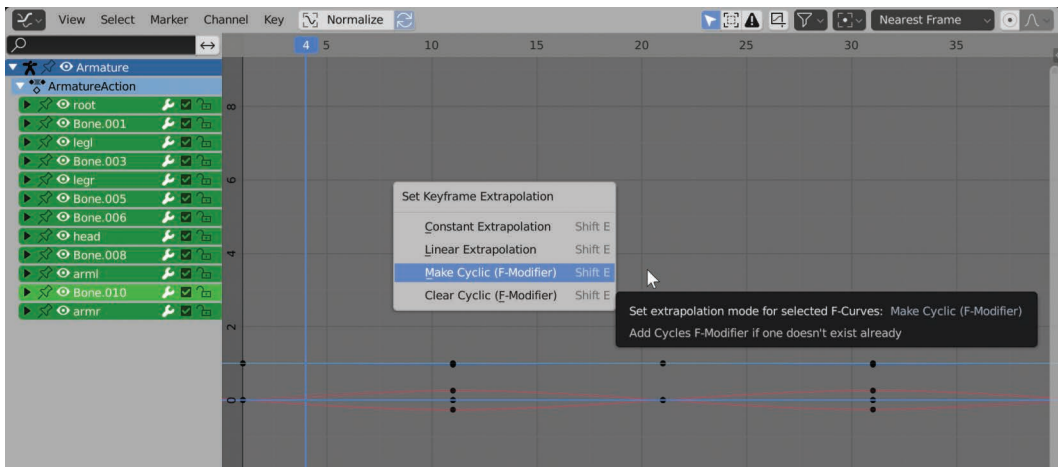 View Select Marker Channel Key Normalize Nearest Frame
4 5 10 15 20 25 30 35
Armature
ArmatureAction
root
Bone.001
legl
Bone.003
legr
Bone.005
Bone.006
head
Bone.008
arml
Bone.010
armr
8
6
4
2
0
Set Keyframe Extrapolation
Constant Extrapolation Shift E
Linear Extrapolation Shift E
Make Cyclic (F-Modifier) Shift E
Clear Cyclic (F-Modifier) Shift E
Set extrapolation mode for selected F-Curves: Make Cyclic (F-Modifier)
Add Cycles F-Modifier if one doesn't exist already